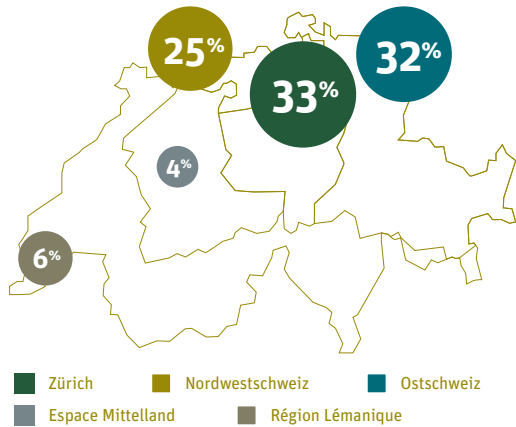 25%
32%
33%
4%
6%
Zürich Nordwestschweiz Ostschweiz
Espace Mittelland Région Lémanique